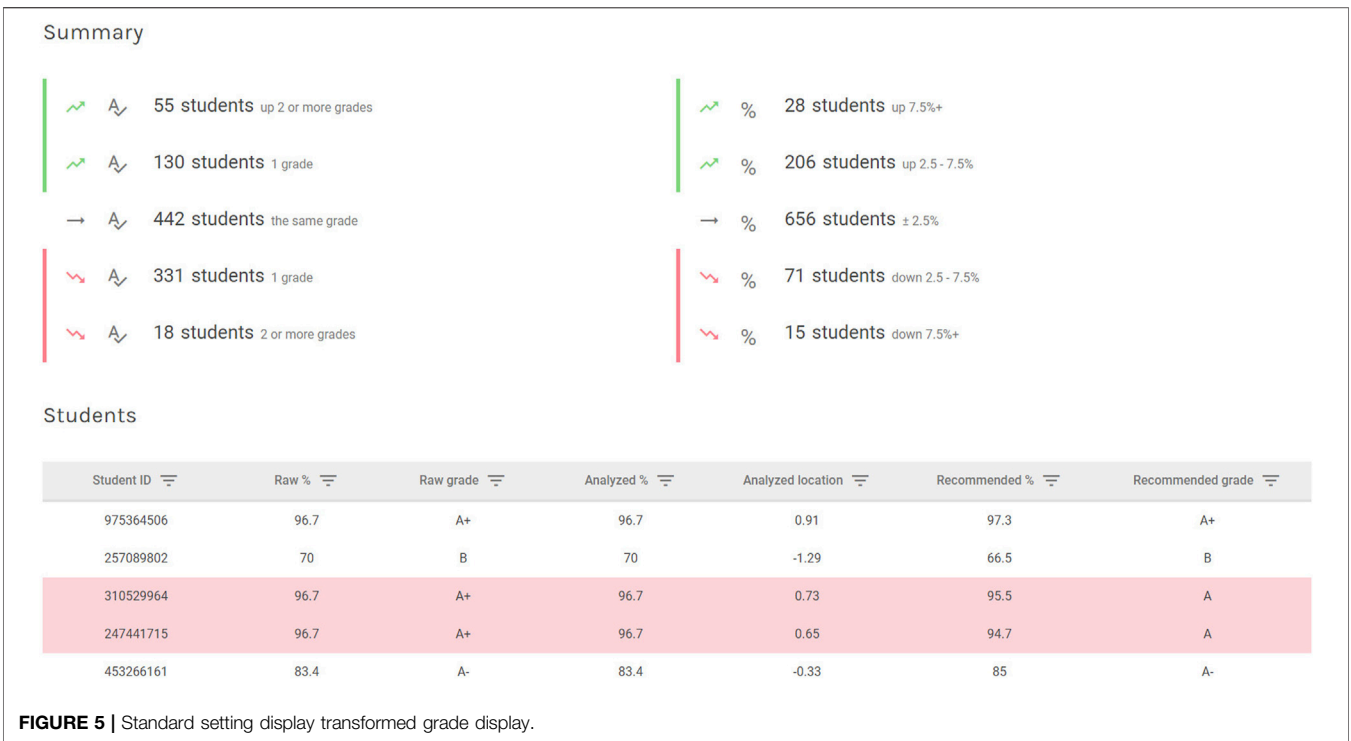 Summary
55 students up 2 or more grades
130 students 1 grade
442 students the same grade
331 students 1 grade
18 students 2 or more grades
% 28 students up 7.5%+
% 206 students up 2.5 - 7.5%
% 656 students ± 2.5%
% 71 students down 2.5 - 7.5%
% 15 students down 7.5%+
Students
Student ID Raw % Raw grade Analyzed % Analyzed location Recommended % Recommended grade
975364506 96.7 A+ 96.7 0.91 97.3 A+
257089802 70 B 70 -1.29 66.5 B
310529964 96.7 A+ 96.7 0.73 95.5 A
247441715 96.7 A+ 96.7 0.65 94.7 A
453266161 83.4 A- 83.4 -0.33 85 A-
FIGURE 5 | Standard setting display transformed grade display.